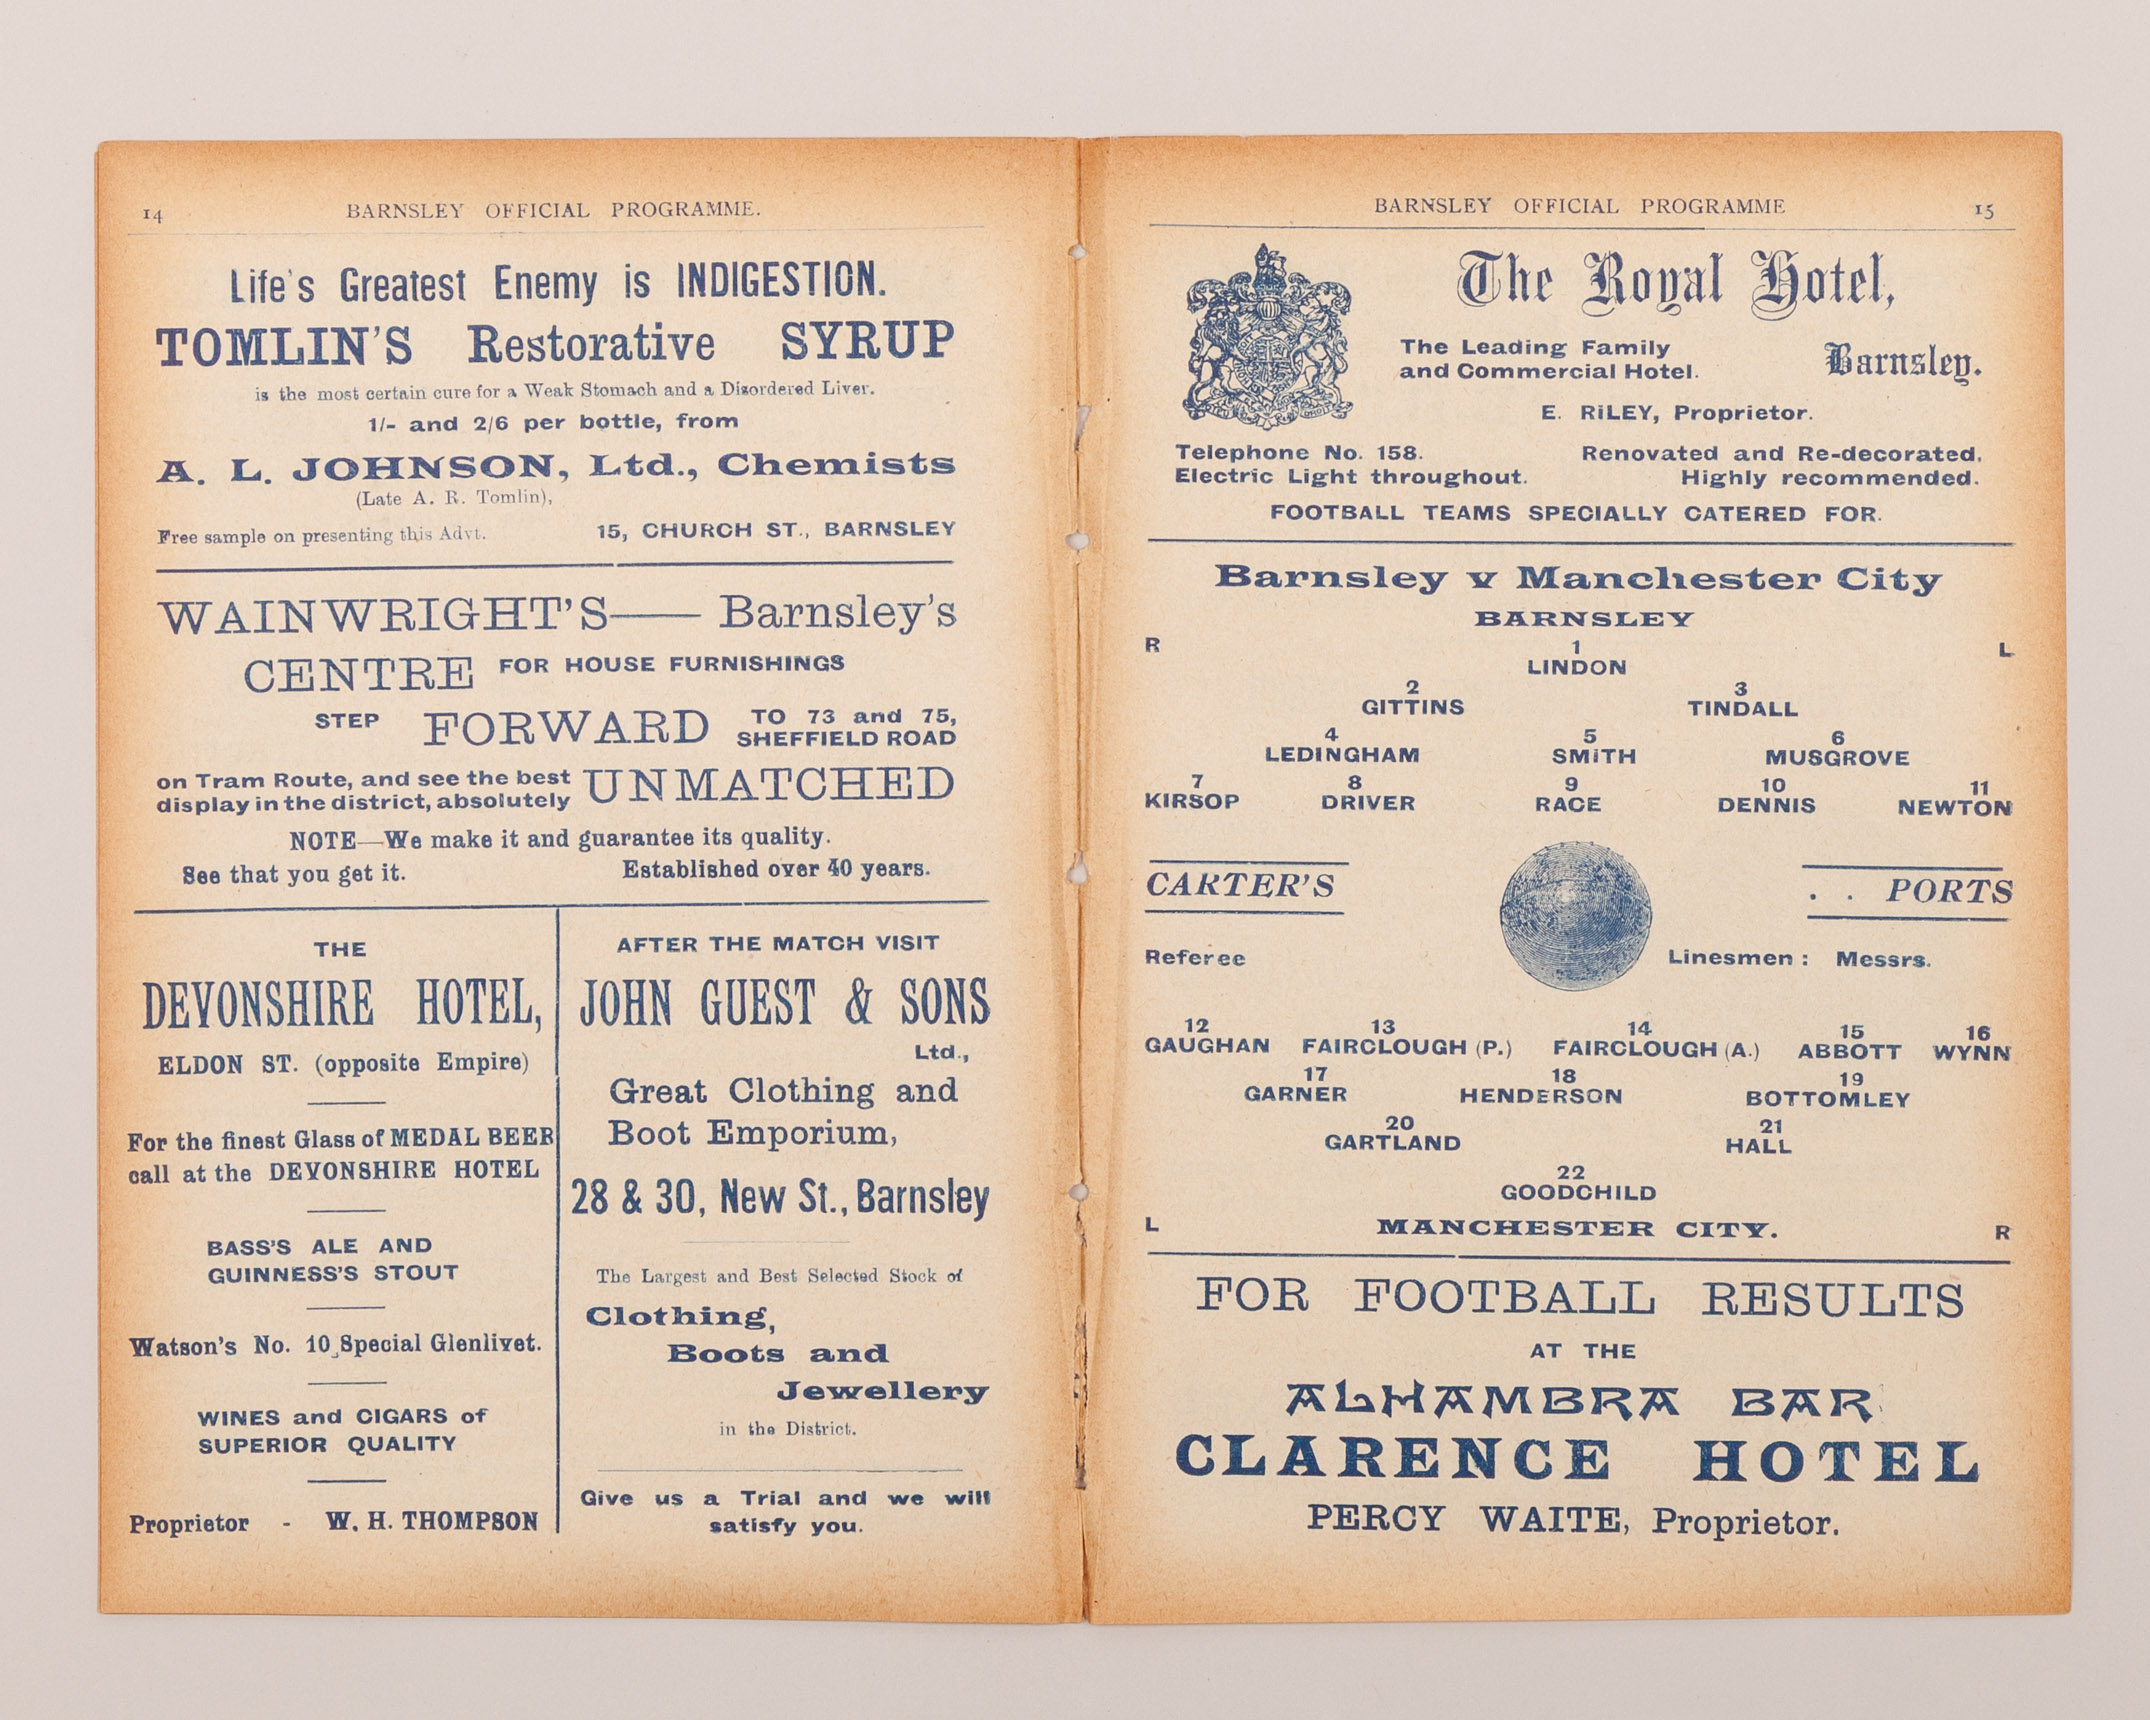 14
BARNSLEY OFFICIAL PROGRAMME.
Life's Greatest Enemy is INDIGESTION.
TOMLIN'S Restorative SYRUP
is the most certain cure for a Weak Stomach and a Disordered Liver.
1/- and 2/6 per bottle, from
A. L. JOHNSON, Ltd., Chemists
(Late A. R. Tomlin),
Free sample on presenting this Advt. 15, CHURCH ST., BARNSLEY
WAINWRIGHT'S— Barnsley's
CENTRE FOR HOUSE FURNISHINGS
STEP FORWARD TO 73 and 75,
SHEFFIELD ROAD
on Tram Route, and see the best
display in the district, absolutely UNMATCHED
NOTE—We make it and guarantee its quality.
See that you get it. Established over 40 years.
THE
DEVONSHIRE HOTEL,
ELDON ST. (opposite Empire)
For the finest Glass of MEDAL BEER
call at the DEVONSHIRE HOTEL
BASS'S ALE AND
GUINNESS'S STOUT
Watson's No. 10 Special Glenlivet.
WINES and CIGARS of
SUPERIOR QUALITY
Proprietor - W. H. THOMPSON
AFTER THE MATCH VISIT
JOHN GUEST & SONS
Ltd.,
Great Clothing and
Boot Emporium,
28 & 30, New St., Barnsley
The Largest and Best Selected Stock of
Clothing,
Boots and
Jewellery
in the District.
Give us a Trial and we will
satisfy you.
BARNSLEY OFFICIAL PROGRAMME
15
The Royal Hotel,
The Leading Family
and Commercial Hotel.
Barnsley.
E. RiLEY, Proprietor.
Telephone No. 158. Renovated and Re-decorated.
Electric Light throughout. Highly recommended.
FOOTBALL TEAMS SPECIALLY CATERED FOR.
Barnsley v Manchester City
BARNSLEY
R 1 L
LINDON
2 3
GITTINS TINDALL
4 5 6
LEDINGHAM SMiTH MUSGROVE
7 8 9 10 11
KIRSOP DRIVER RACE DENNIS NEWTON
CARTER'S . . PORTS
Referee Linesmen : Messrs.
12 13 14 15 16
GAUGHAN FAIRCLOUGH (P.) FAIRCLOUGH (A.) ABBOTT WYNN
17 18 19
GARNER HENDERSON BOTTOMLEY
20 21
GARTLAND HALL
22
GOODCHILD
L MANCHESTER CITY. R
FOR FOOTBALL RESULTS
AT THE
ALHAMBRA BAR
CLARENCE HOTEL
PERCY WAITE, Proprietor.